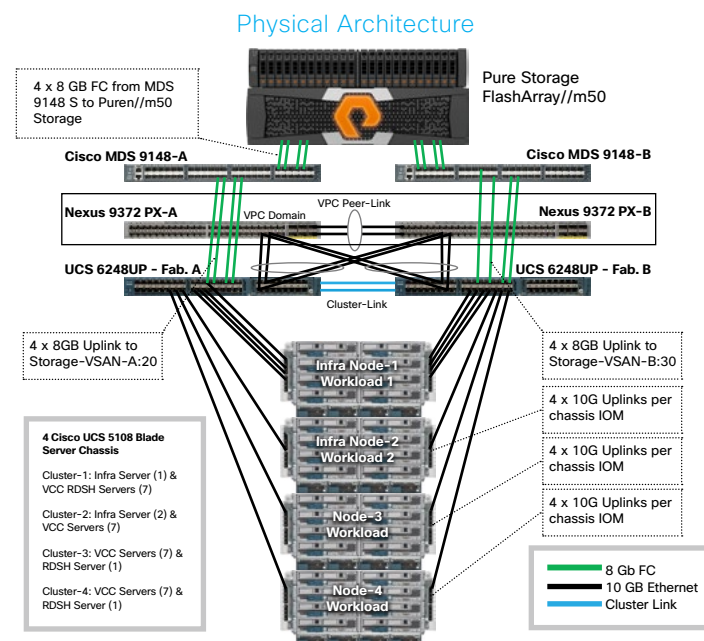 Physical Architecture
4 x 8 GB FC from MDS
9148 S to Puren//m50
Storage
Pure Storage
FlashArray//m50
Cisco MDS 9148-A
Cisco MDS 9148-B
VPC Peer-Link
Nexus 9372 PX-A
VPC Domain
Nexus 9372 PX-B
UCS 6248UP - Fab. A
UCS 6248UP - Fab. B
Cluster-Link
4 x 8GB Uplink to
Storage-VSAN-A:20
4 x 8GB Uplink to
Storage-VSAN-B:30
Infra Node-1
Workload 1
4 x 10G Uplinks per
chassis IOM
Infra Node-2
Workload 2
4 x 10G Uplinks per
chassis IOM
Node-3
Workload
4 x 10G Uplinks per
chassis IOM
Node-4
Workload
4 Cisco UCS 5108 Blade
Server Chassis
Cluster-1: Infra Server (1) &
VCC RDSH Servers (7)
Cluster-2: Infra Server (2) &
VCC Servers (7)
Cluster-3: VCC Servers (7) &
RDSH Server (1)
Cluster-4: VCC Servers (7) &
RDSH Server (1)
8 Gb FC
10 GB Ethernet
Cluster Link